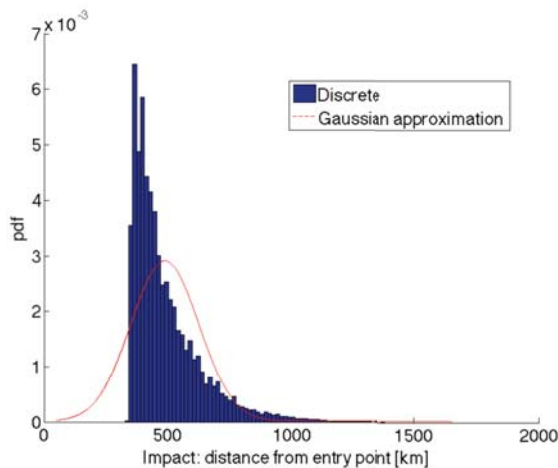 7 x 10⁻³
6
5
4
3
2
1
0
pdf
Discrete
Gaussian approximation
0 500 1000 1500 2000
Impact: distance from entry point [km]